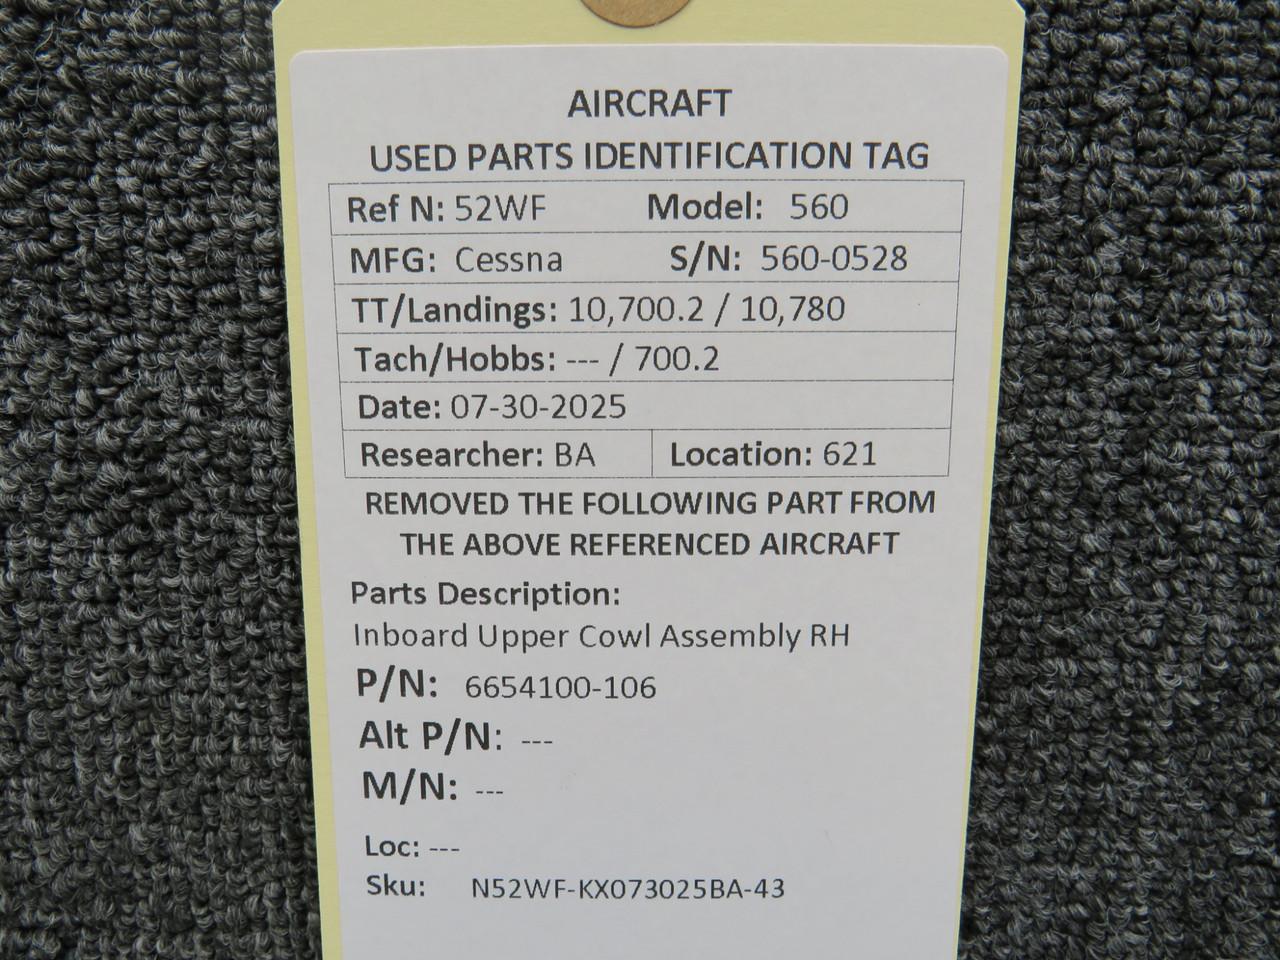 AIRCRAFT
USED PARTS IDENTIFICATION TAG
Ref N: 52WF Model: 560
MFG: Cessna S/N: 560-0528
TT/Landings: 10,700.2 / 10,780
Tach/Hobbs: --- / 700.2
Date: 07-30-2025
Researcher: BA Location: 621
REMOVED THE FOLLOWING PART FROM
THE ABOVE REFERENCED AIRCRAFT
Parts Description:
Inboard Upper Cowl Assembly RH
P/N: 6654100-106
Alt P/N: ---
M/N: ---
Loc: ---
Sku: N52WF-KX073025BA-43